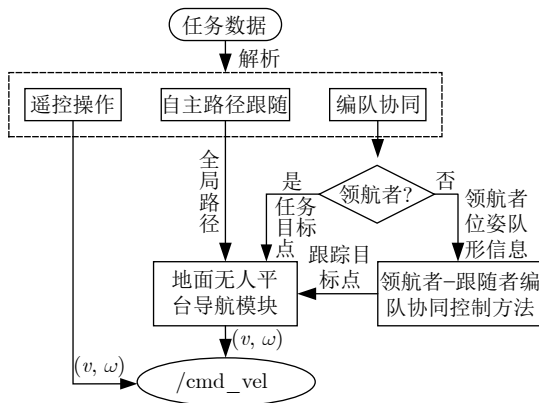 任务数据
解析
遥控操作
自主路径跟随
编队协同
全局路径
领航者?
是
否
任务目标点
领航者
位姿队
形信息
跟踪目
标点
地面无人平
台导航模块
领航者-跟随者编
队协同控制方法
(v, ω)
(v, ω)
/cmd_vel